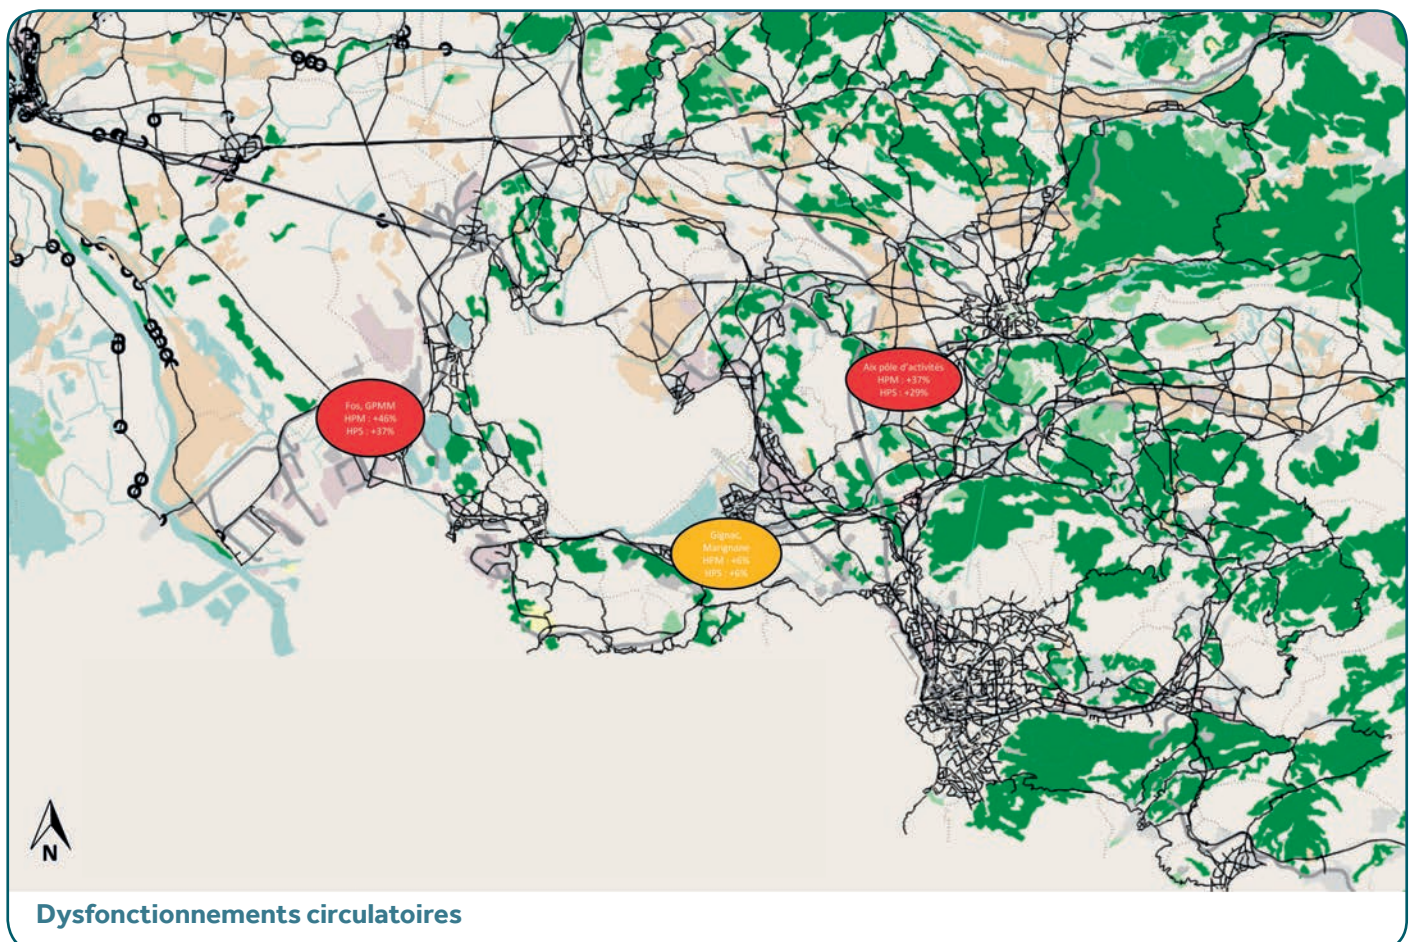 Aix pôle d'activités
HPM : +37%
HPS : +29%
Fos, GPMM
HPM : +46%
HPS : +37%
Gignac,
Marignane
HPM : +6%
HPS : +6%
N
Dysfonctionnements circulatoires